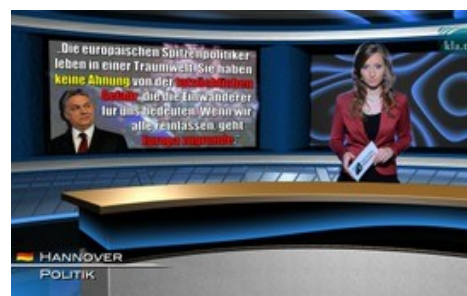 „Die europäischen Spitzenpolitiker
leben in einer Traumwelt. Sie haben
keine Ahnung von der tatsächlichen
Gefahr, die die Einwanderer
für uns bedeuten. Wenn wir
alle reinlassen, geht
Europa zugrunde.“
kla.t
HANNOVER
POLITIK